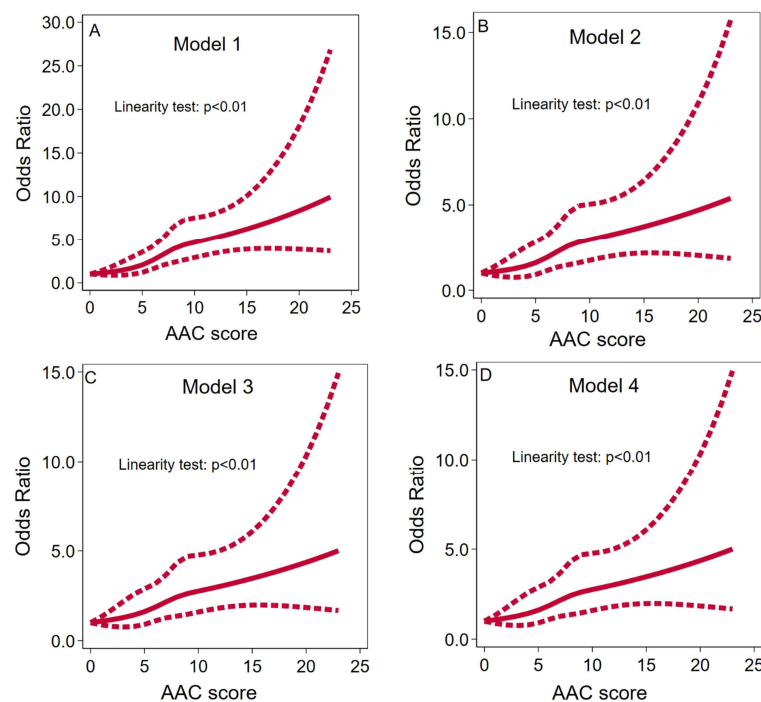 A
Model 1
Linearity test: p<0.01
Odds Ratio
30.0
25.0
20.0
15.0
10.0
5.0
0.0
0 5 10 15 20 25
AAC score
B
Model 2
Linearity test: p<0.01
Odds Ratio
15.0
10.0
5.0
0.0
0 5 10 15 20 25
AAC score
C
Model 3
Linearity test: p<0.01
Odds Ratio
15.0
10.0
5.0
0.0
0 5 10 15 20 25
AAC score
D
Model 4
Linearity test: p<0.01
Odds Ratio
15.0
10.0
5.0
0.0
0 5 10 15 20 25
AAC score